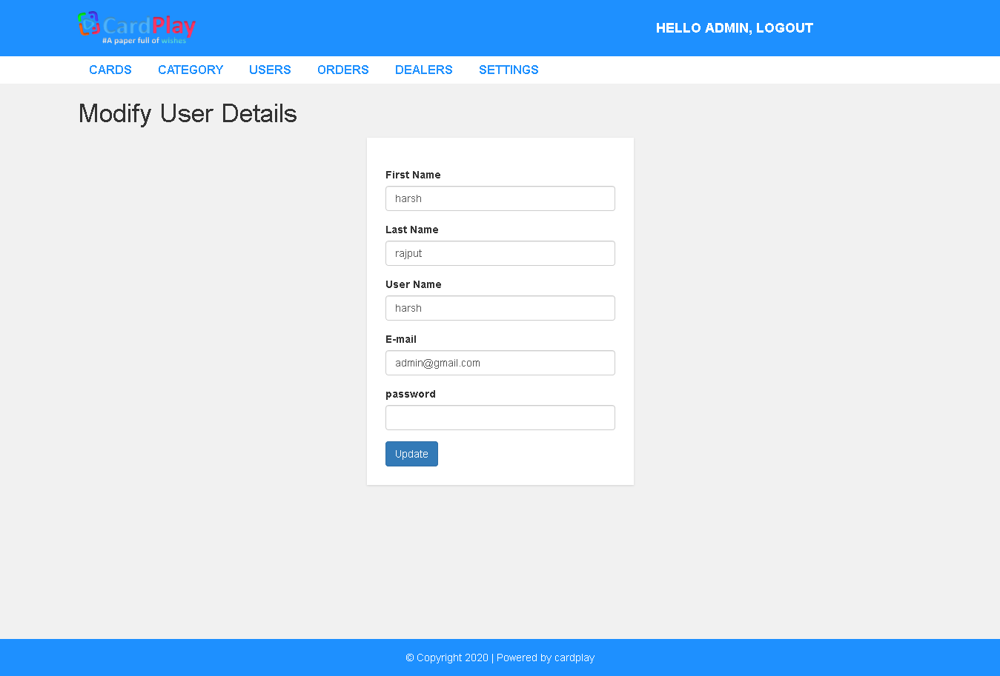 CardPlay
#A paper full of wishes
HELLO ADMIN, LOGOUT
CARDS CATEGORY USERS ORDERS DEALERS SETTINGS
Modify User Details
First Name
harsh
Last Name
rajput
User Name
harsh
E-mail
admin@gmail.com
password
Update
© Copyright 2020 | Powered by cardplay